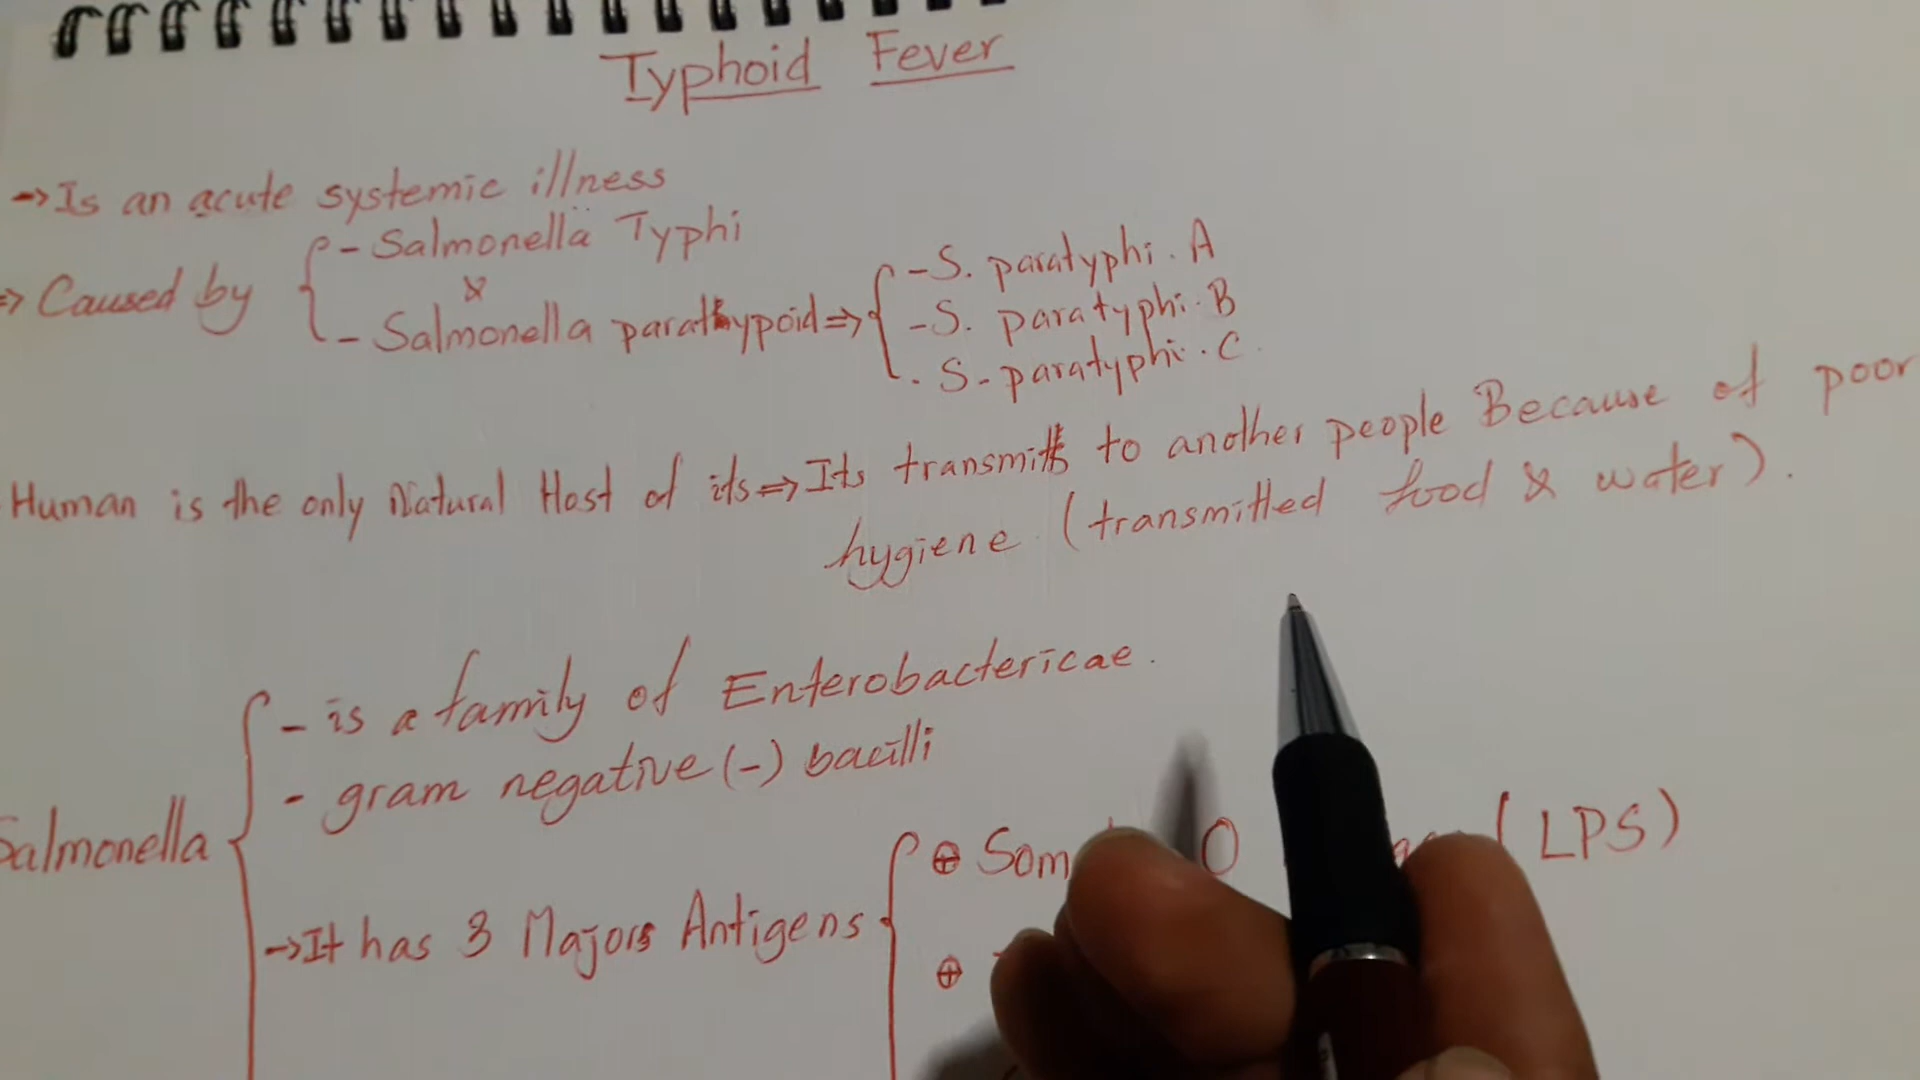 Typhoid Fever
→ Is an acute systemic illness
⇒ Caused by { - Salmonella Typhi
&
- Salmonella parathypoid ⇒ { - S. paratyphi. A
- S. paratyphi. B
. S - paratyphi. C.
Human is the only Natural Host of its ⇒ Its transmitts to another people Because of poor
hygiene (transmitted food & water).
Salmonella { - is a family of Enterobactericae.
- gram negative (-) bacilli
→ It has 3 Majors Antigens { ⊕ O (LPS)
⊕